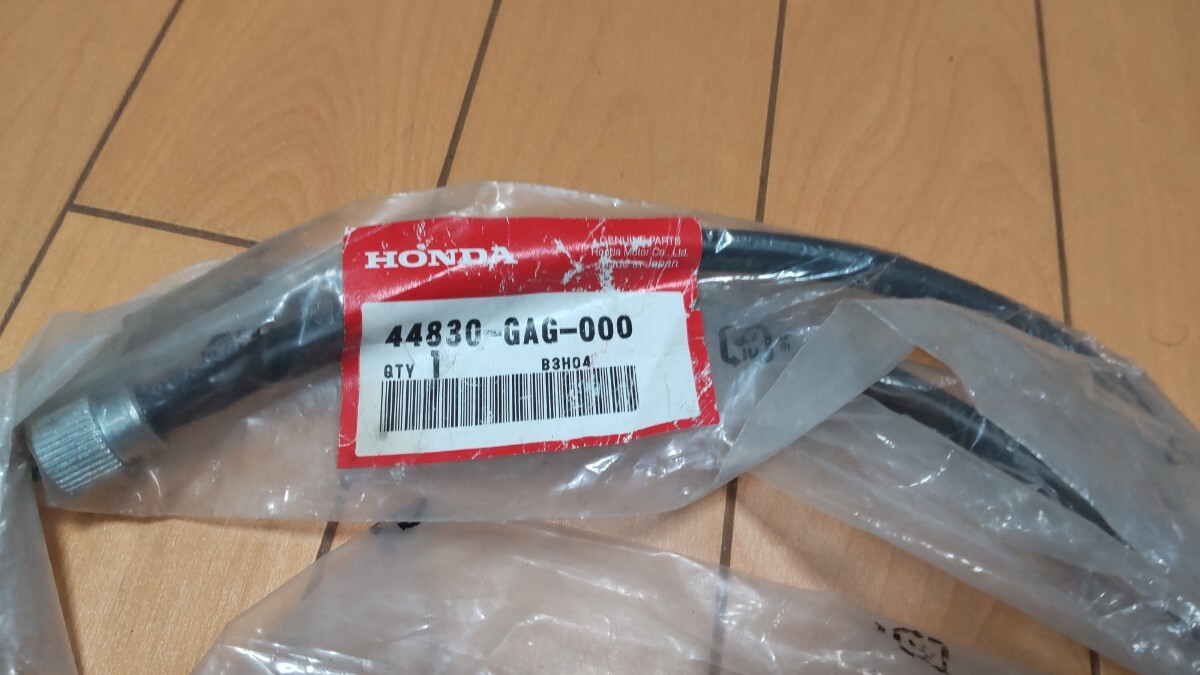 HONDA
GENUINE PARTS
Honda Motor Co., Ltd.
MADE IN Japan
44830-GAG-000
QTY 1 B3H04